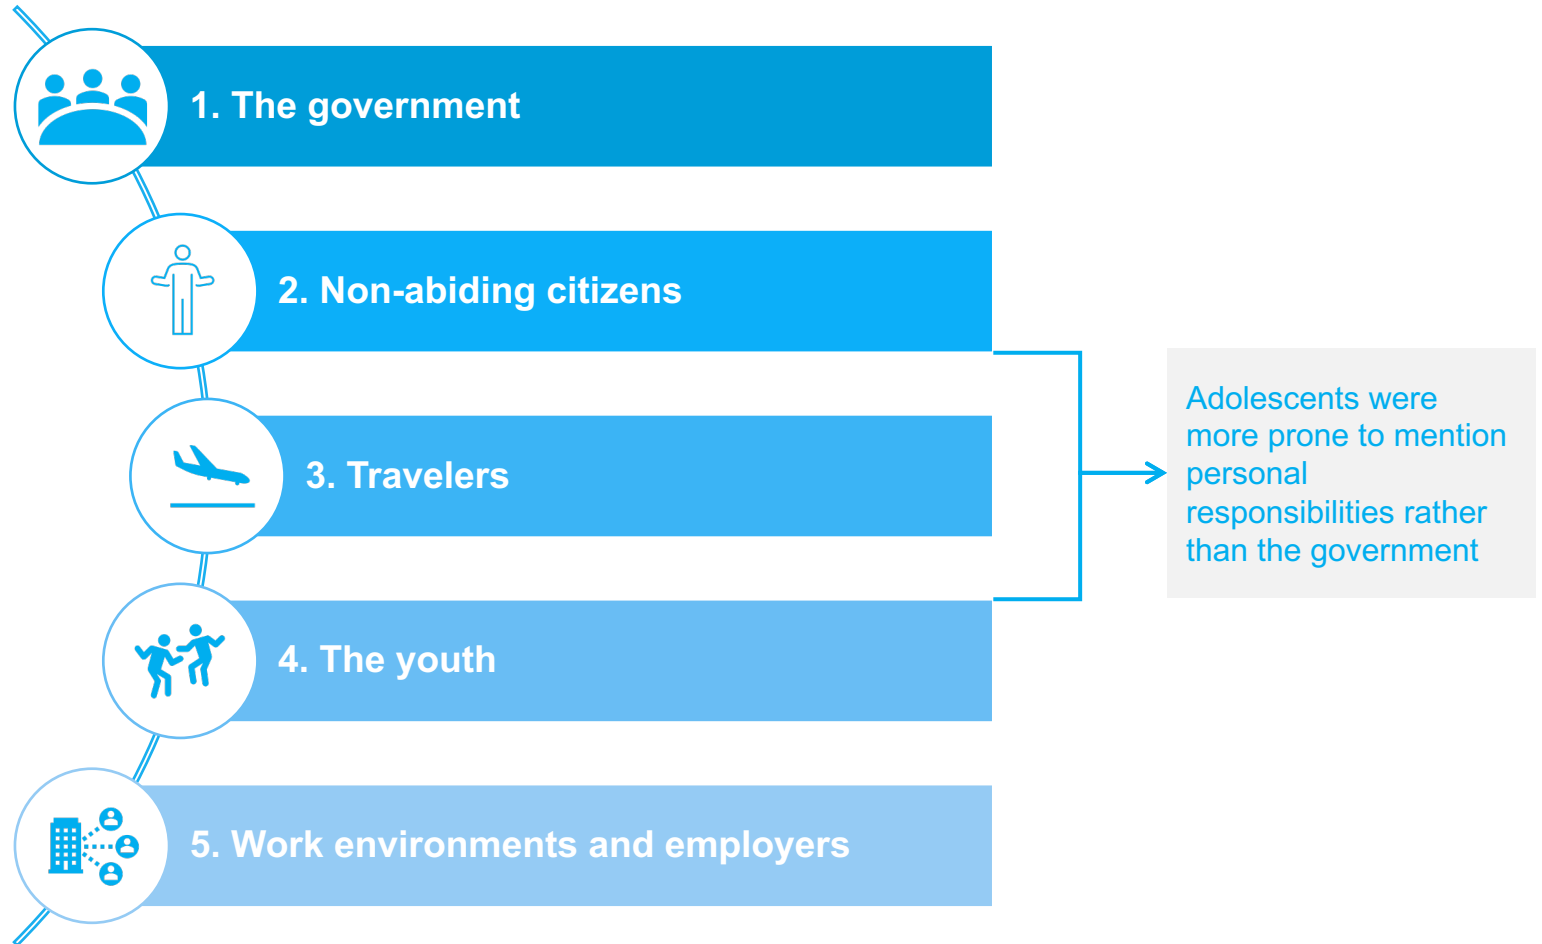 1. The government
2. Non-abiding citizens
3. Travelers
4. The youth
5. Work environments and employers
Adolescents were
more prone to mention
personal
responsibilities rather
than the government